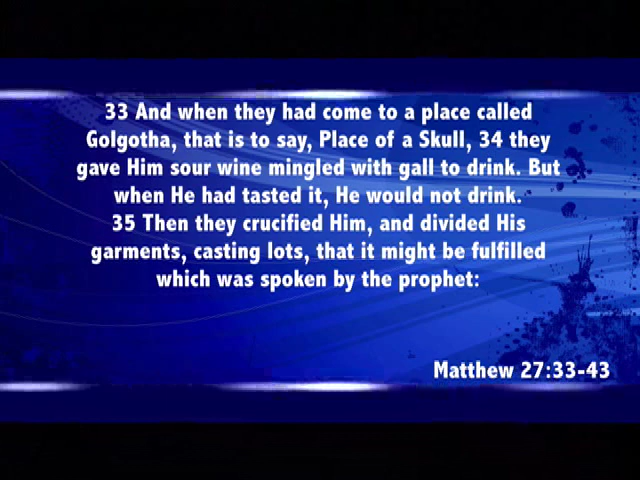 33 And when they had come to a place called
Golgotha, that is to say, Place of a Skull, 34 they
gave Him sour wine mingled with gall to drink. But
when He had tasted it, He would not drink.
35 Then they crucified Him, and divided His
garments, casting lots, that it might be fulfilled
which was spoken by the prophet:
Matthew 27:33-43